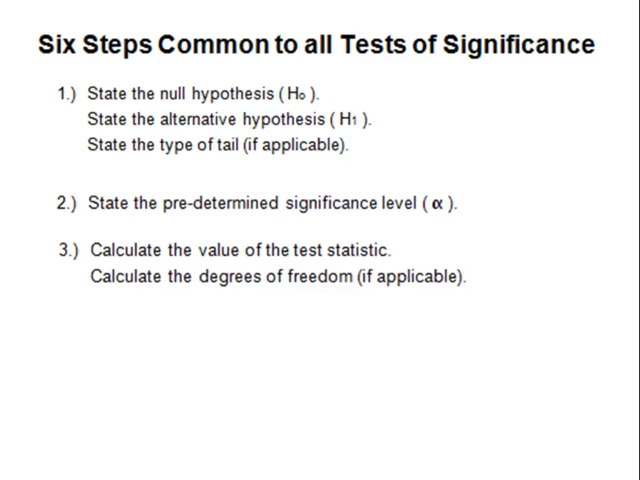 Six Steps Common to all Tests of Significance
1.) State the null hypothesis ( H₀ ).
State the alternative hypothesis ( H₁ ).
State the type of tail (if applicable).
2.) State the pre-determined significance level ( α ).
3.) Calculate the value of the test statistic.
Calculate the degrees of freedom (if applicable).